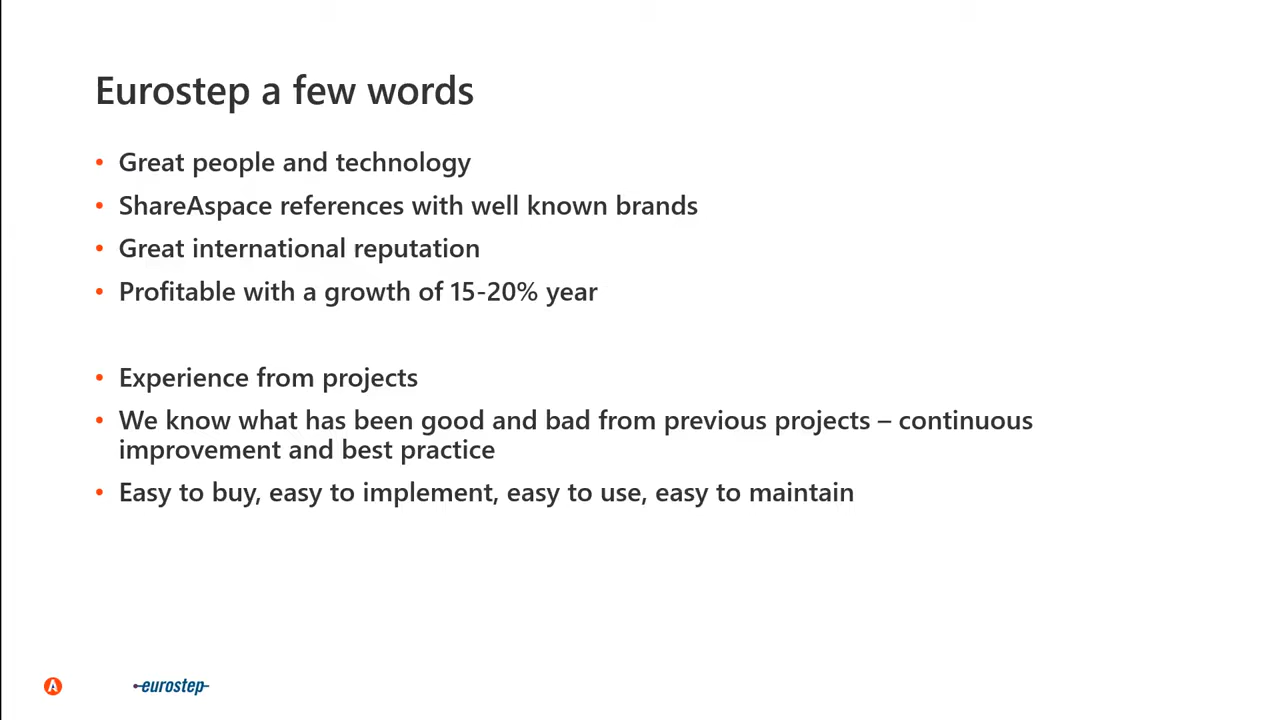 Eurostep a few words
• Great people and technology
• ShareAspace references with well known brands
• Great international reputation
• Profitable with a growth of 15-20% year
• Experience from projects
• We know what has been good and bad from previous projects – continuous
improvement and best practice
• Easy to buy, easy to implement, easy to use, easy to maintain
A
eurostep